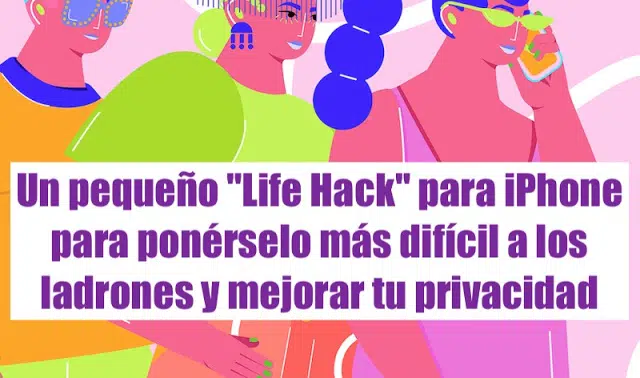 Un pequeño "Life Hack" para iPhone
para ponérselo más difícil a los
ladrones y mejorar tu privacidad